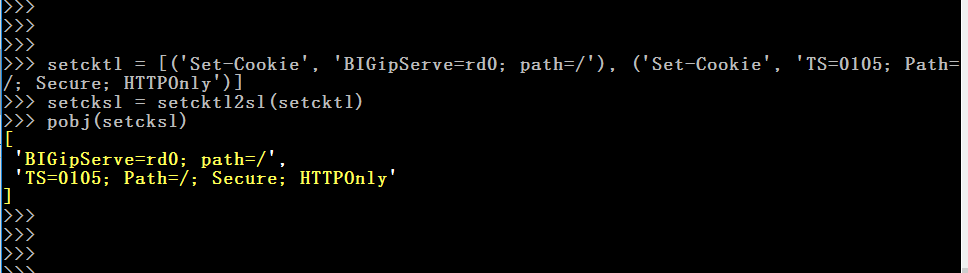 >>>
>>>
>>>
>>> setcktl = [('Set-Cookie', 'BIGipServe=rd0; path=/'), ('Set-Cookie', 'TS=0105; Path=
/; Secure; HTTPOnly')]
>>> setcksl = setcktl2sl(setcktl)
>>> pobj(setcksl)
[
 'BIGipServe=rd0; path=/',
 'TS=0105; Path=/; Secure; HTTPOnly'
]
>>>
>>>
>>>
>>>